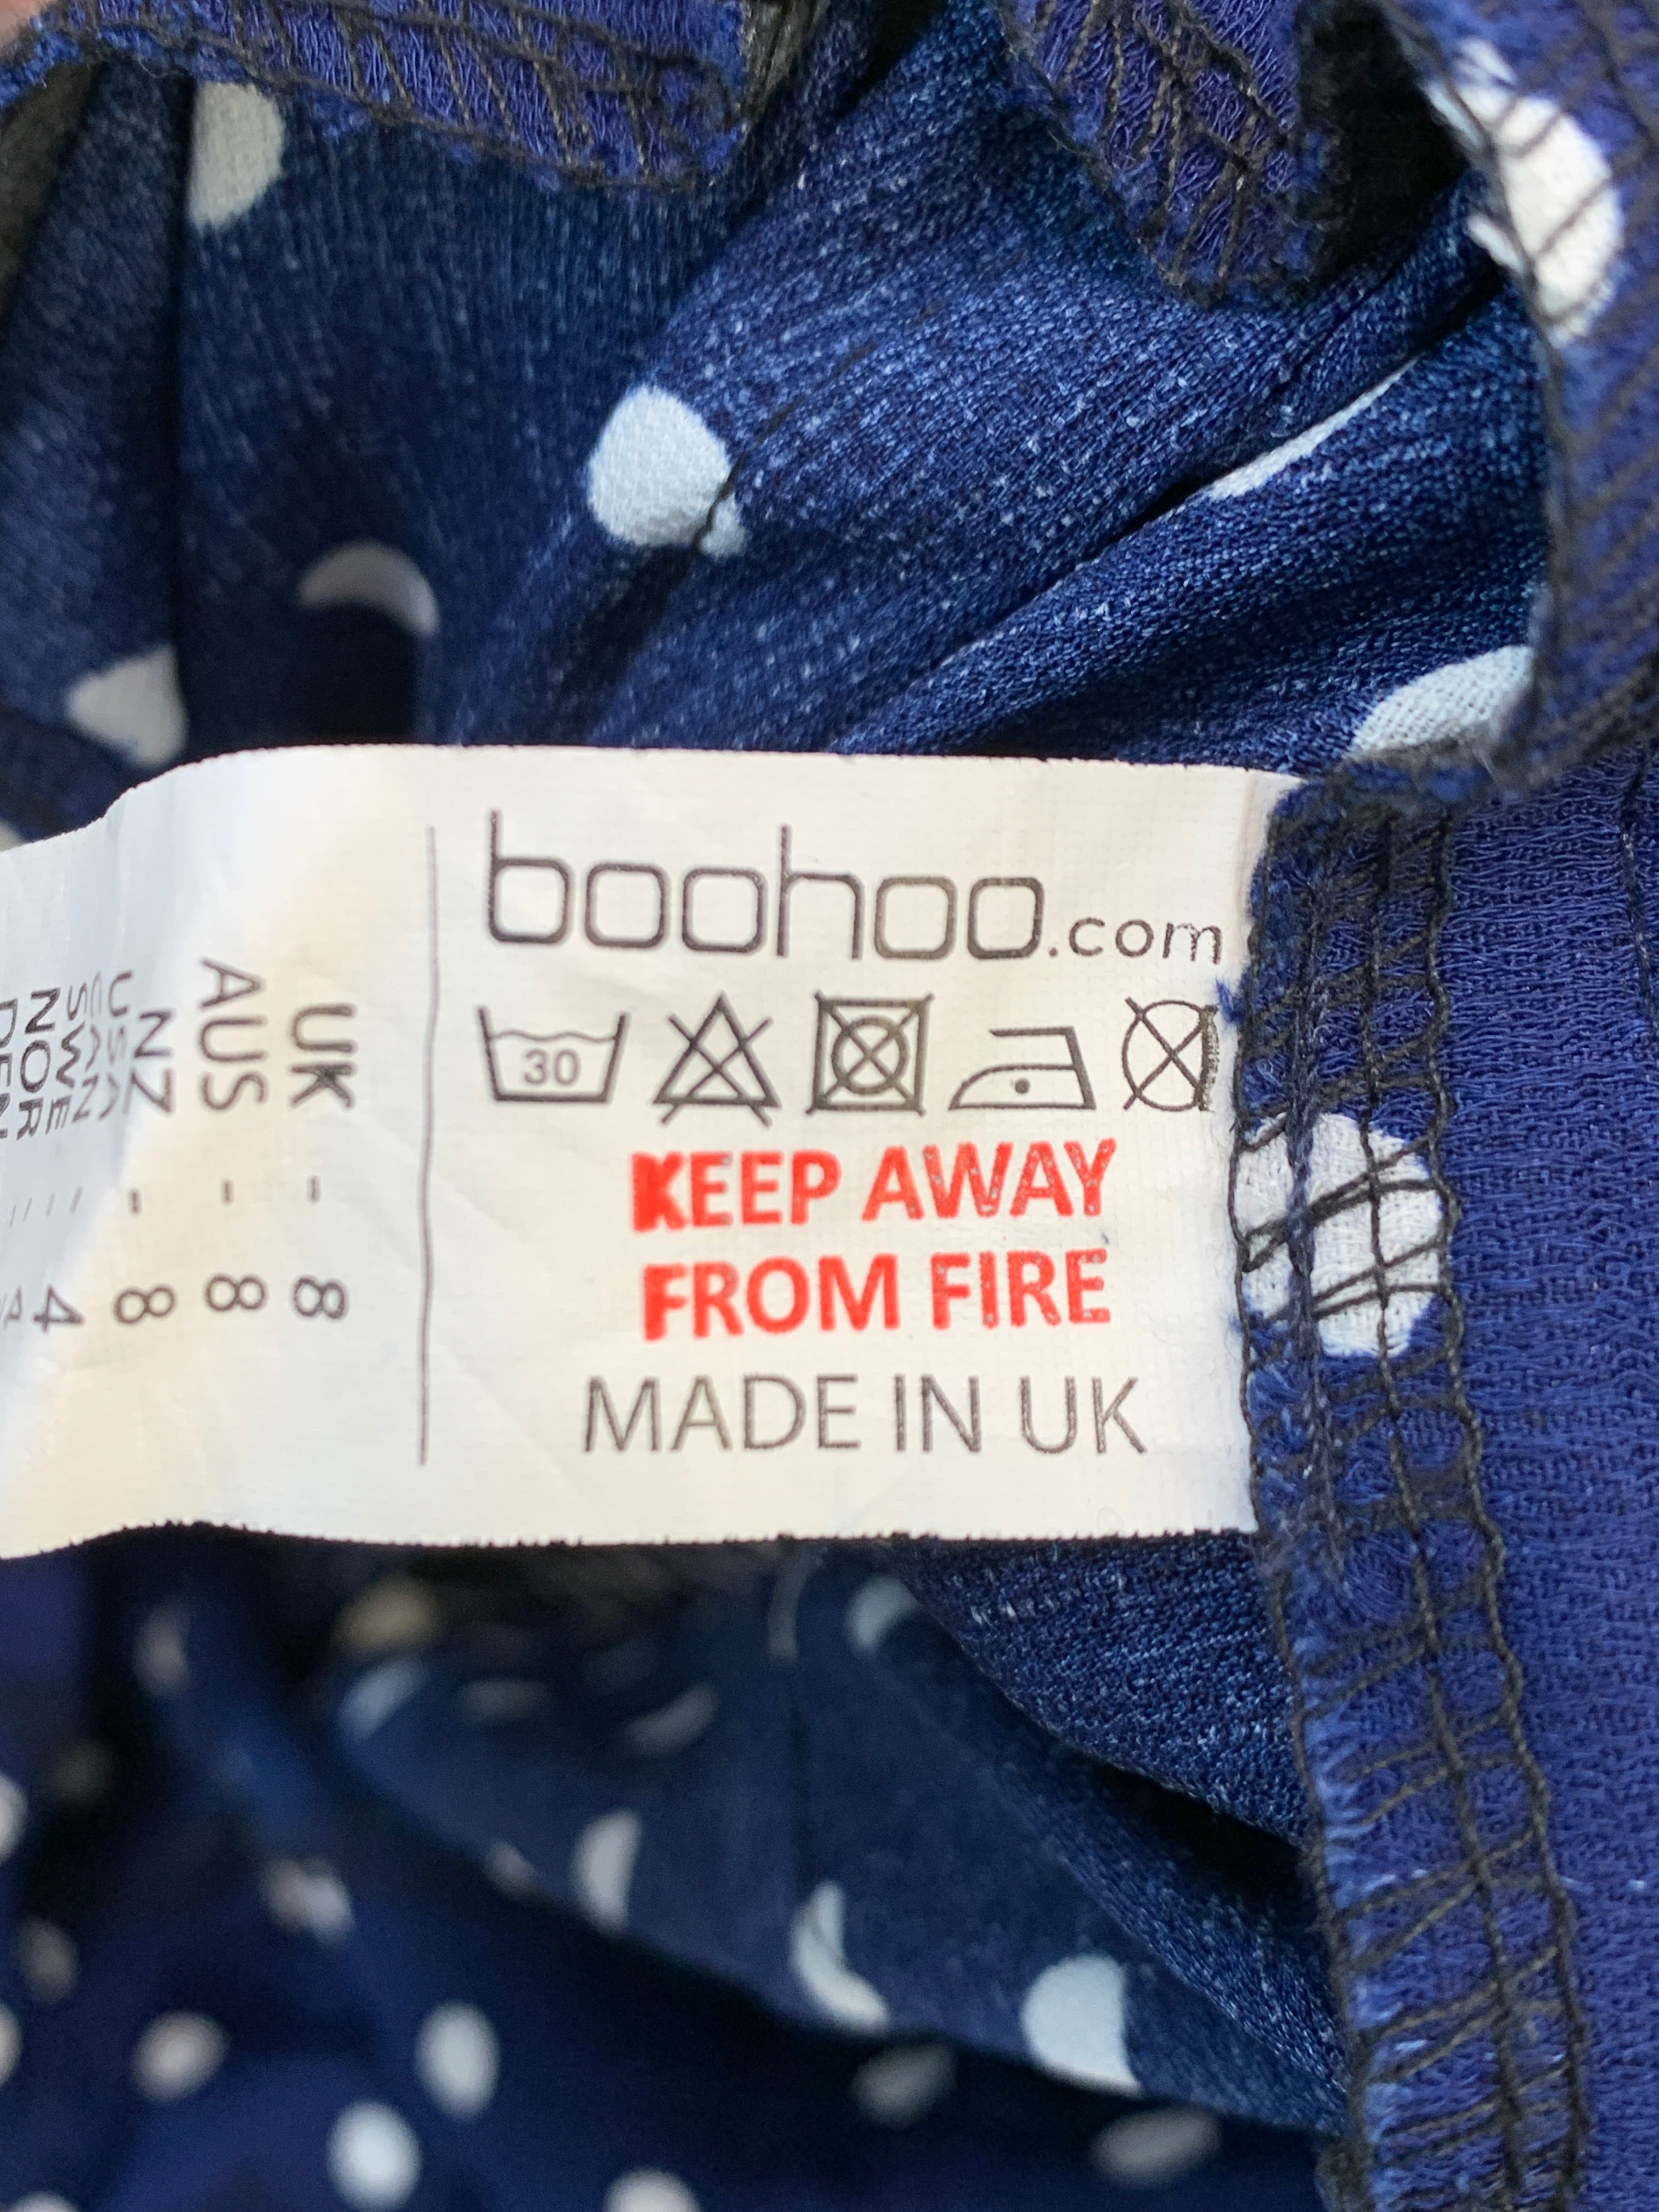 boohoo.com
30
KEEP AWAY
FROM FIRE
MADE IN UK
UK - 8
AUS - 8
NZ - 8
USA - 4